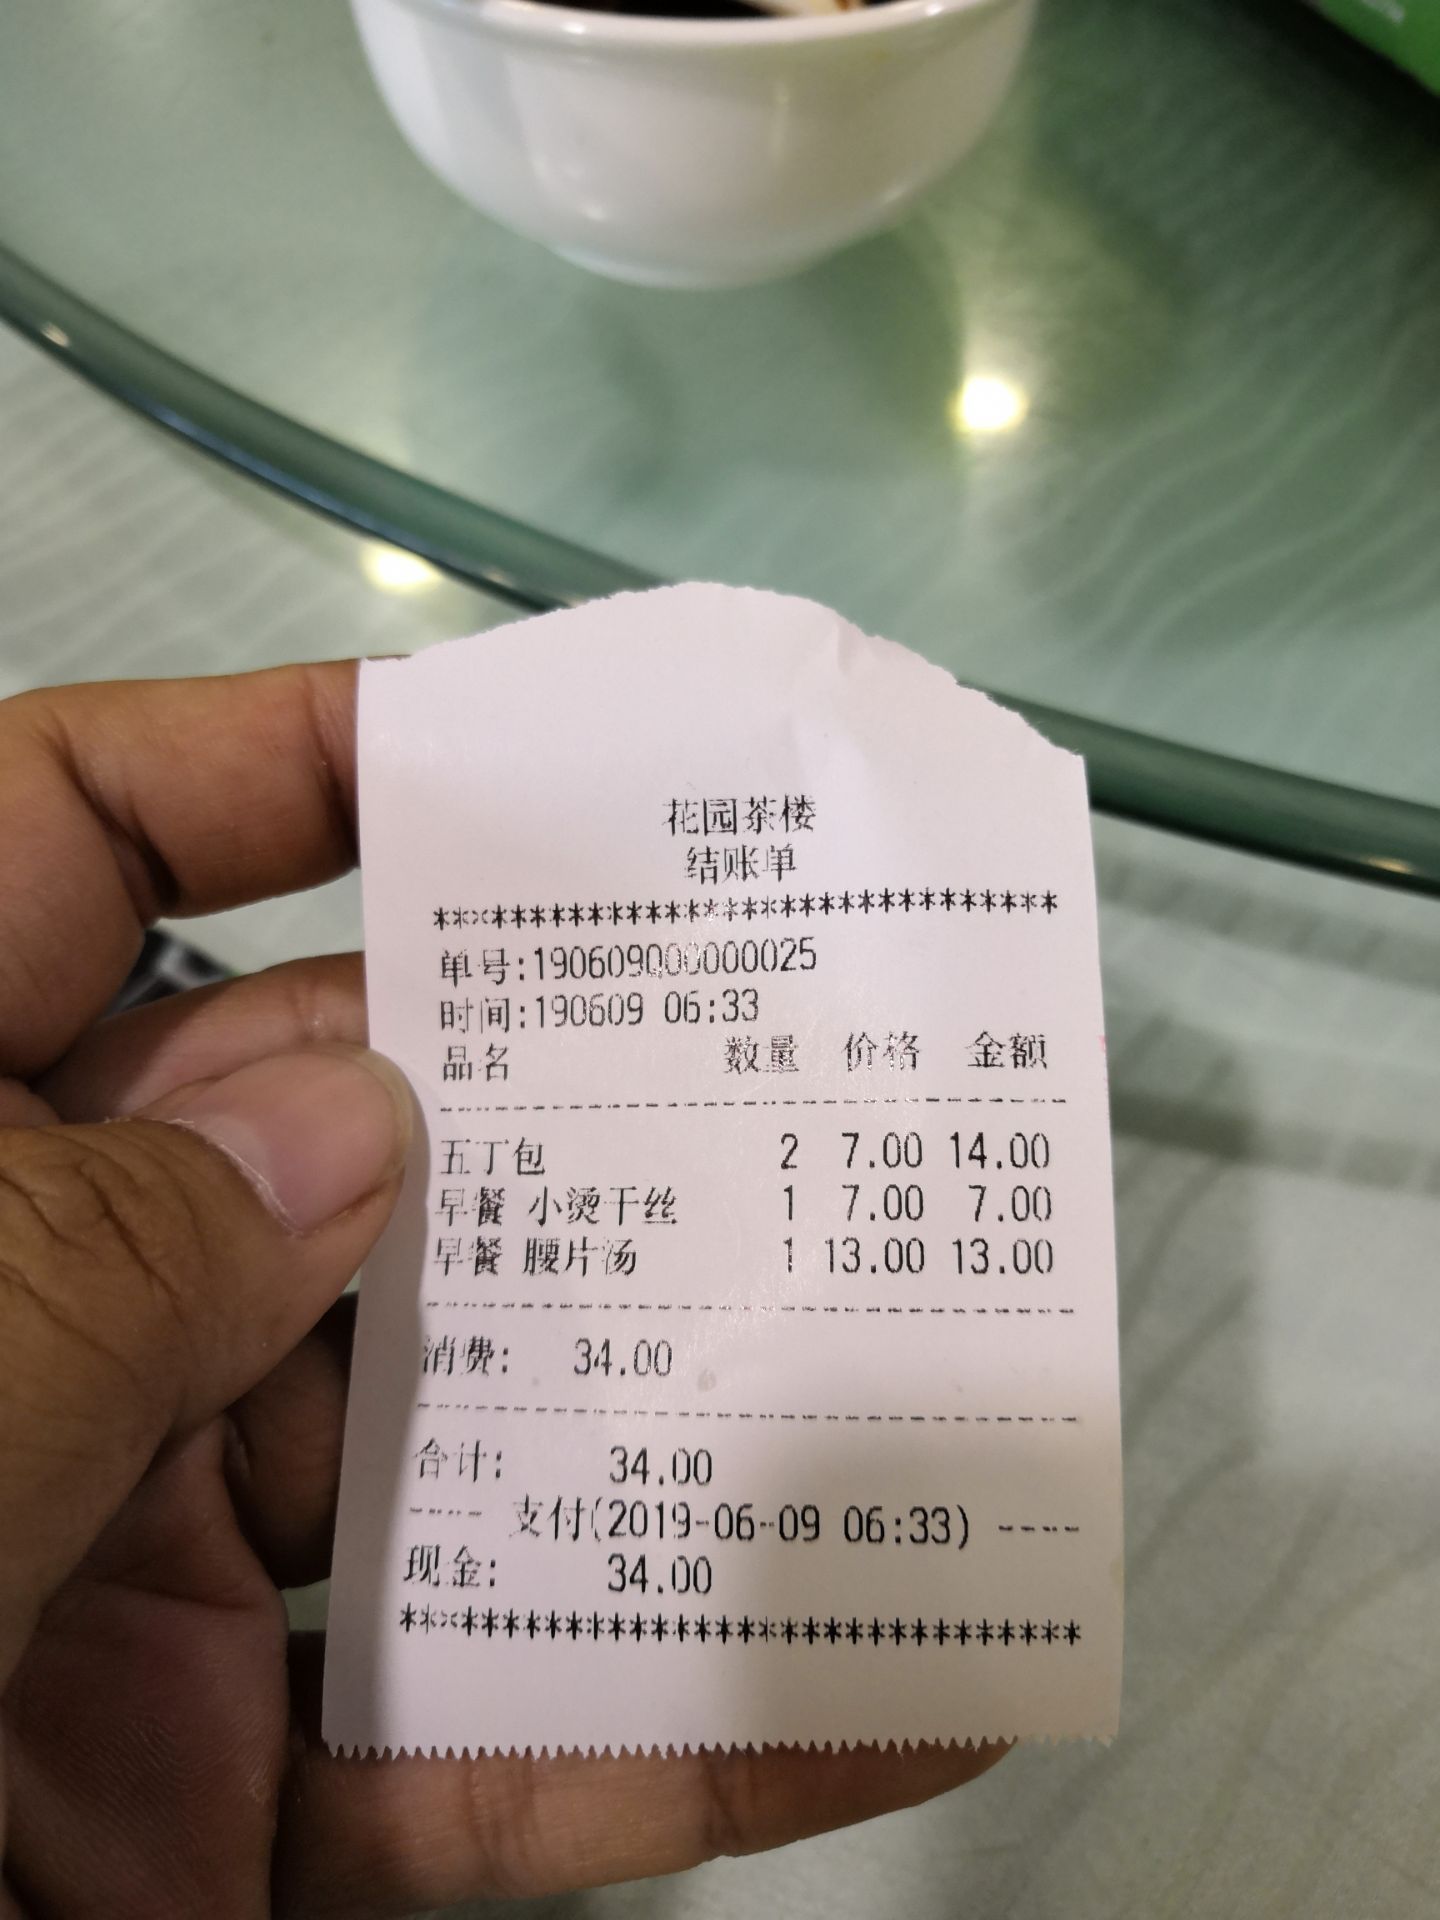 花园茶楼
结账单
********************************
单号:190609000000025
时间:190609 06:33
品名 数量 价格 金额
--------------------------------
五丁包 2 7.00 14.00
早餐 小烫干丝 1 7.00 7.00
早餐 腰片汤 1 13.00 13.00
--------------------------------
消费: 34.00
--------------------------------
合计: 34.00
---- 支付(2019-06-09 06:33) ----
现金: 34.00
********************************